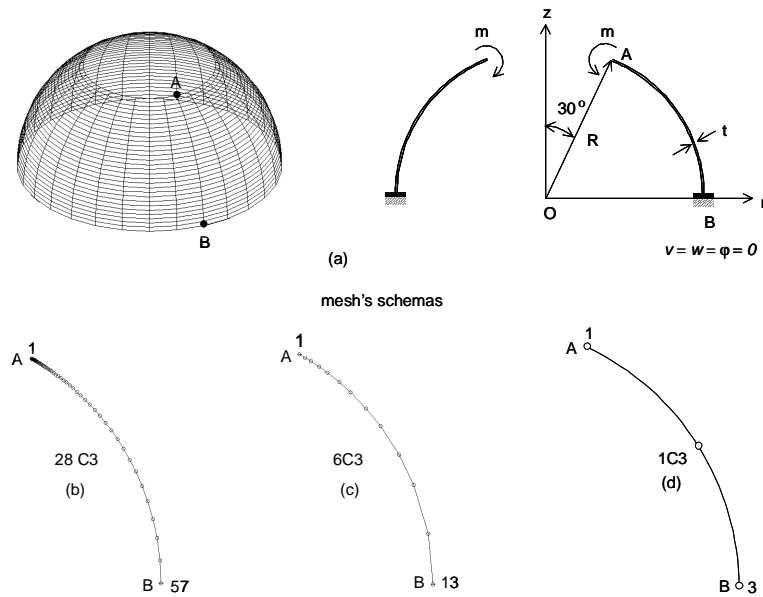 A
B
m
z
m
A
30°
R
t
O
B
r
v = w = φ = 0
(a)
mesh's schemas
1
A
28 C3
(b)
B 57
1
A
6C3
(c)
B 13
1
A
1C3
(d)
B 3